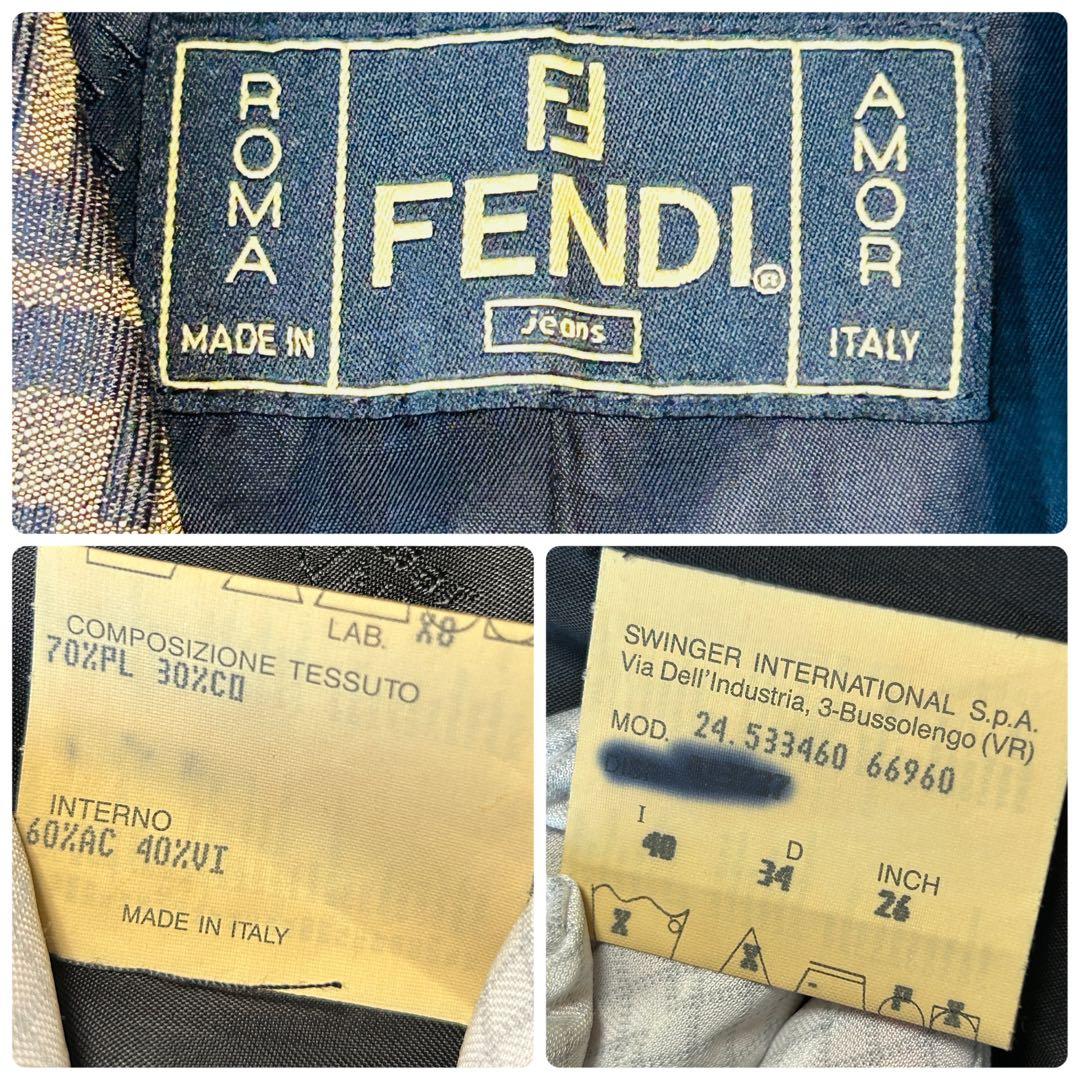 ROMA
MADE IN
FENDI®
jeans
AMOR
ITALY
LAB. X8
COMPOSIZIONE TESSUTO
70%PL 30%CO
INTERNO
60%AC 40%VI
MADE IN ITALY
SWINGER INTERNATIONAL S.p.A.
Via Dell'Industria, 3-Bussolengo (VR)
MOD. 24.533460 66960
I D INCH
40 34 26
X X F X